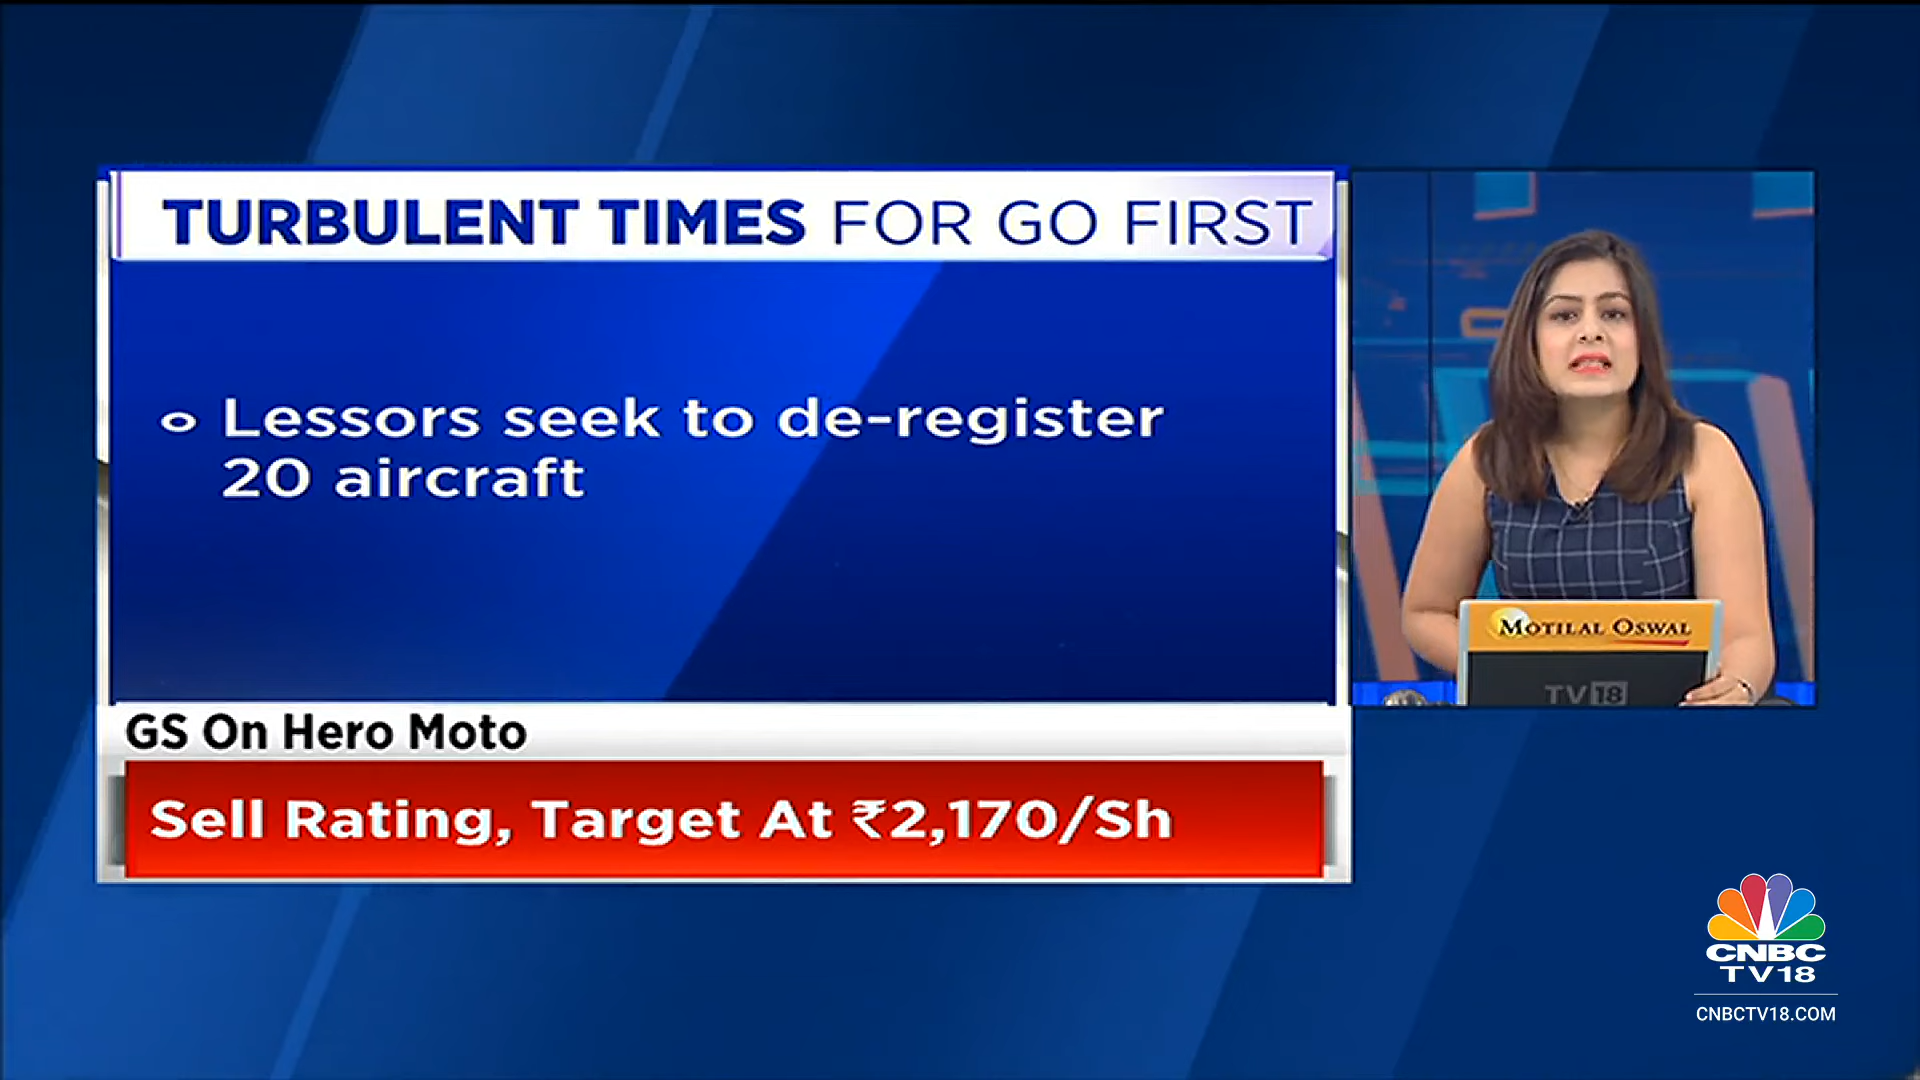 TURBULENT TIMES FOR GO FIRST
o Lessors seek to de-register
20 aircraft
GS On Hero Moto
Sell Rating, Target At ₹2,170/Sh
MOTILAL OSWAL
TV18
CNBC
TV18
CNBCTV18.COM